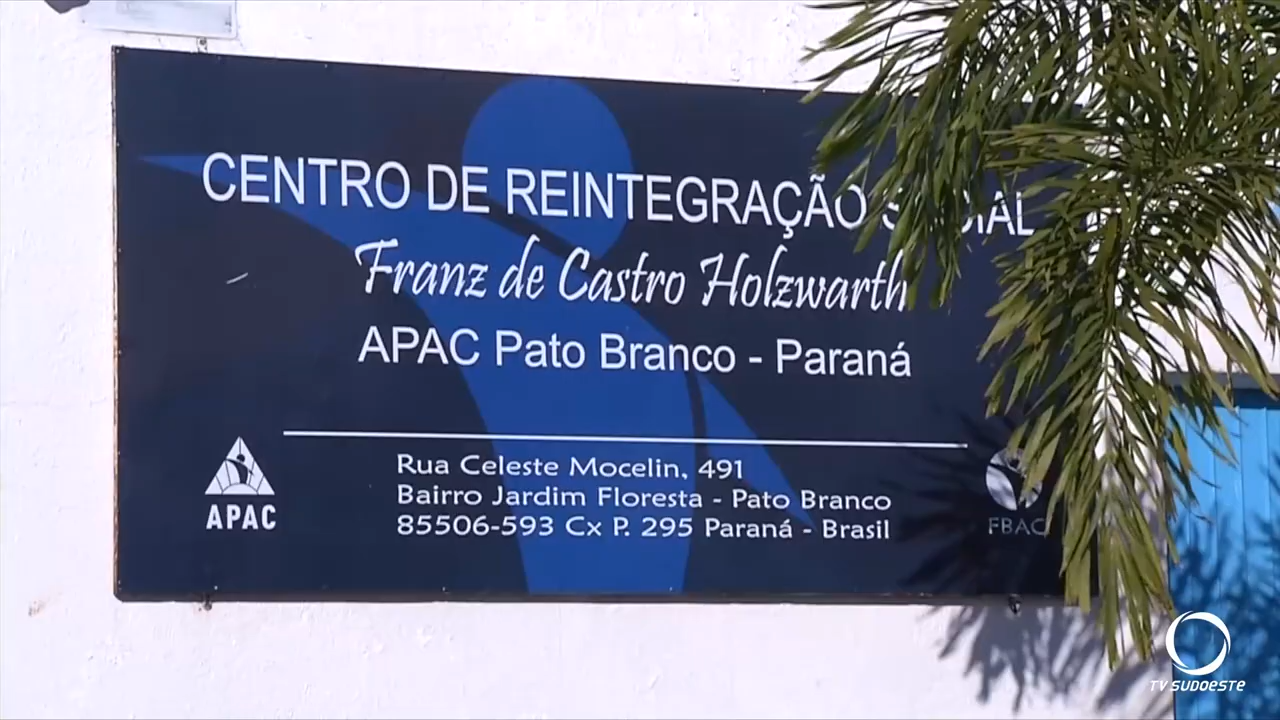 CENTRO DE REINTEGRAÇÃO SOCIAL
Franz de Castro Holzwarth
APAC Pato Branco - Paraná
Rua Celeste Mocelin, 491
Bairro Jardim Floresta - Pato Branco
85506-593 Cx P. 295 Paraná - Brasil
APAC
FBAC
TV SUDOESTE